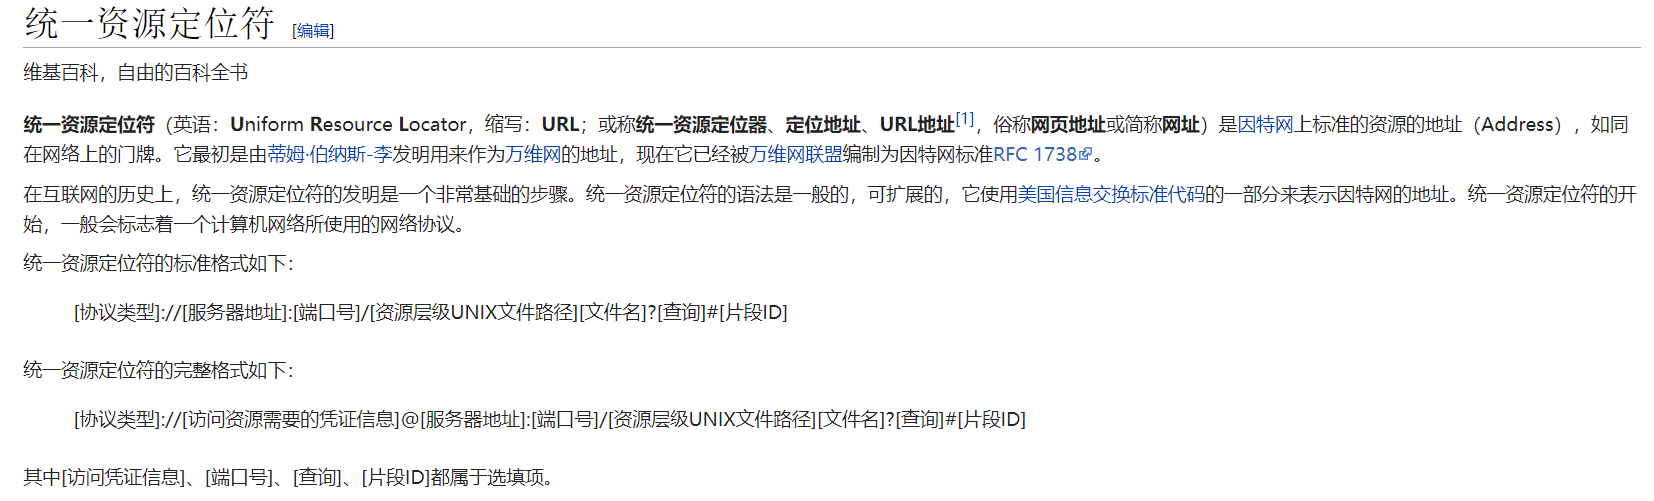 统一资源定位符 [编辑]
维基百科，自由的百科全书
统一资源定位符（英语：Uniform Resource Locator，缩写：URL；或称统一资源定位器、定位地址、URL地址[1]，俗称网页地址或简称网址）是因特网上标准的资源的地址（Address），如同
在网络上的门牌。它最初是由蒂姆·伯纳斯-李发明用来作为万维网的地址，现在它已经被万维网联盟编制为因特网标准RFC 1738。
在互联网的历史上，统一资源定位符的发明是一个非常基础的步骤。统一资源定位符的语法是一般的，可扩展的，它使用美国信息交换标准代码的一部分来表示因特网的地址。统一资源定位符的开
始，一般会标志着一个计算机网络所使用的网络协议。
统一资源定位符的标准格式如下：
[协议类型]://[服务器地址]:[端口号]/[资源层级UNIX文件路径][文件名]?[查询]#[片段ID]
统一资源定位符的完整格式如下：
[协议类型]://[访问资源需要的凭证信息]@[服务器地址]:[端口号]/[资源层级UNIX文件路径][文件名]?[查询]#[片段ID]
其中[访问凭证信息]、[端口号]、[查询]、[片段ID]都属于选填项。